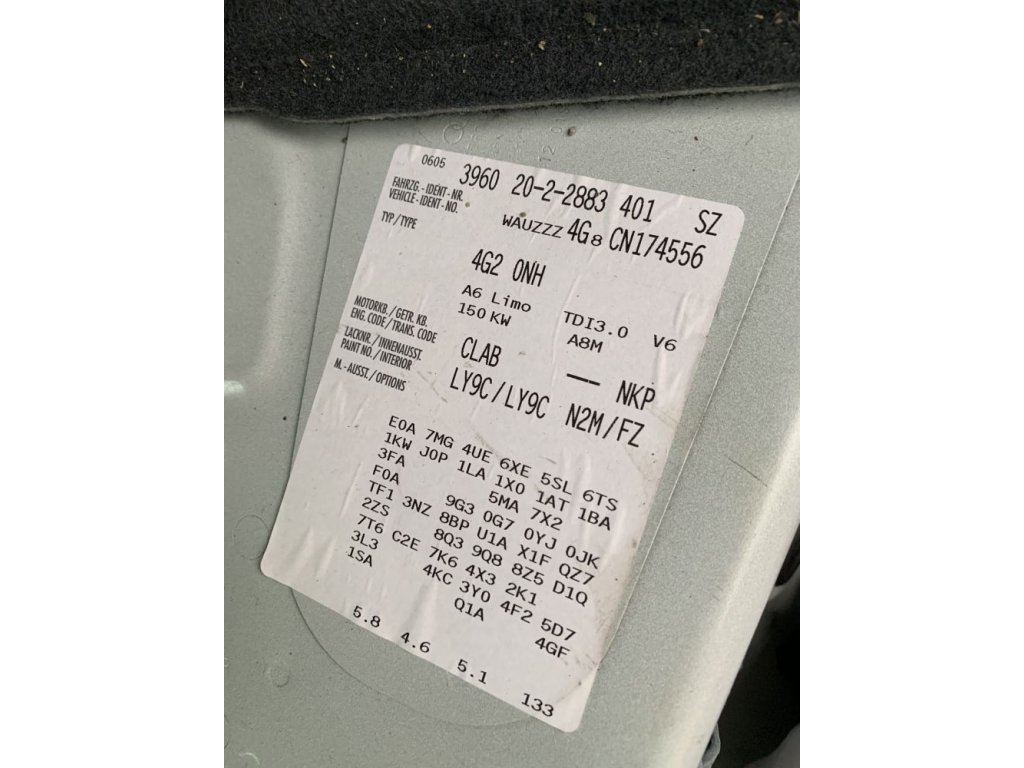 0605 3960 20-2-2883 401 SZ
FAHRZG. - IDENT - NR.
VEHICLE - IDENT - NO. WAUZZZ 4G8 CN174556
TYP / TYPE 4G2 0NH
A6 Limo TDI3.0 V6
150 KW A8M
MOTORKB. / GETR. KB.
ENG. CODE / TRANS. CODE CLAB -- NKP
LACKNR. / INNENAUSST.
PAINT NO. / INTERIOR LY9C/LY9C N2M/FZ
M. - AUSST. / OPTIONS
E0A 7MG 4UE 6XE 5SL 6TS
1KW J0P 1LA 1X0 1AT 1BA
3FA 5MA 7X2
F0A 9G3 0G7 0YJ 0JK
TF1 3NZ 8BP U1A X1F QZ7
2ZS 8Q3 9Q8 8Z5 D1Q
7T6 C2E 7K6 4X3 2K1
3L3 4KC 3Y0 4F2 5D7
1SA Q1A 4GF
5.8 4.6 5.1 133